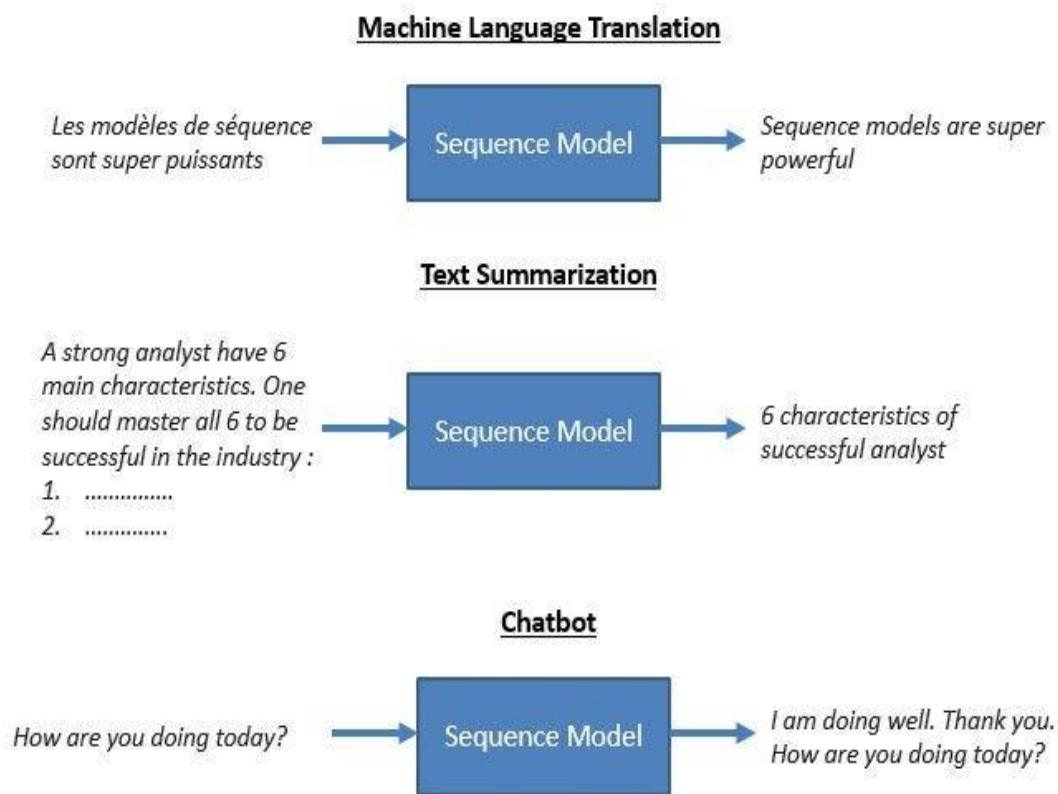 Machine Language Translation
Les modèles de séquence
sont super puissants
Sequence Model
Sequence models are super
powerful
Text Summarization
A strong analyst have 6
main characteristics. One
should master all 6 to be
successful in the industry :
1. ...............
2. ..............
Sequence Model
6 characteristics of
successful analyst
Chatbot
How are you doing today?
Sequence Model
I am doing well. Thank you.
How are you doing today?